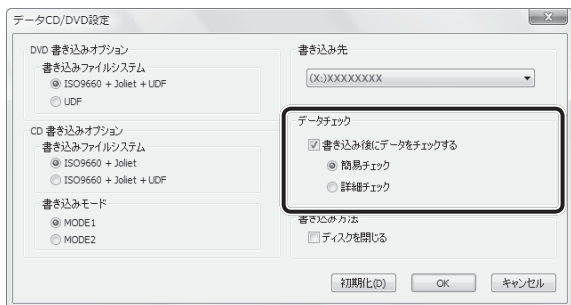 データCD/DVD設定
DVD 書き込みオプション
書き込みファイルシステム
ISO9660 + Joliet + UDF
UDF
CD 書き込みオプション
書き込みファイルシステム
ISO9660 + Joliet
ISO9660 + Joliet + UDF
書き込みモード
MODE1
MODE2
書き込み先
(X:)XXXXXXXX
データチェック
書き込み後にデータをチェックする
簡易チェック
詳細チェック
書き込み方法
ディスクを閉じる
初期化(D)
OK
キャンセル